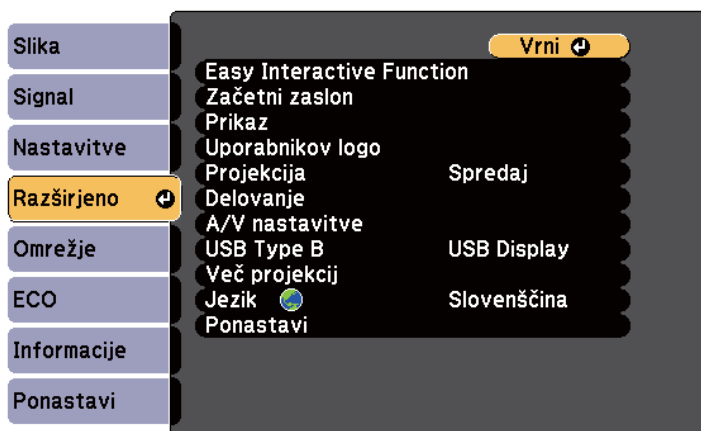 Slika
Signal
Nastavitve
Razširjeno
Omrežje
ECO
Informacije
Ponastavi
Vrni
Easy Interactive Function
Začetni zaslon
Prikaz
Uporabnikov logo
Projekcija Spredaj
Delovanje
A/V nastavitve
USB Type B USB Display
Več projekcij
Jezik Slovenščina
Ponastavi